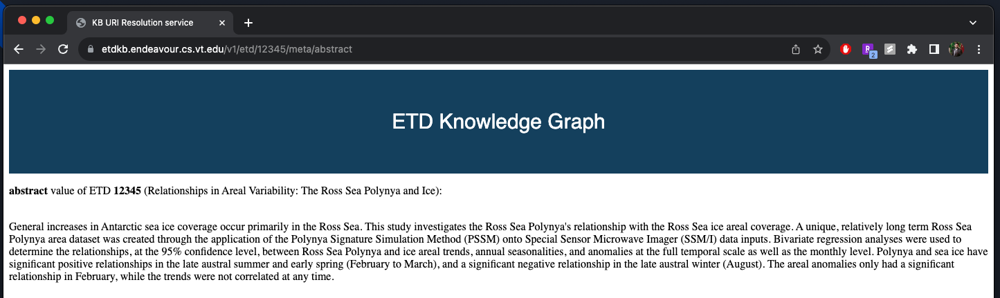 KB URI Resolution service
etdkb.endeavour.cs.vt.edu/v1/etd/12345/meta/abstract
2
ETD Knowledge Graph
abstract value of ETD 12345 (Relationships in Areal Variability: The Ross Sea Polynya and Ice):
General increases in Antarctic sea ice coverage occur primarily in the Ross Sea. This study investigates the Ross Sea Polynya's relationship with the Ross Sea ice areal coverage. A unique, relatively long term Ross Sea
Polynya area dataset was created through the application of the Polynya Signature Simulation Method (PSSM) onto Special Sensor Microwave Imager (SSM/I) data inputs. Bivariate regression analyses were used to
determine the relationships, at the 95% confidence level, between Ross Sea Polynya and ice areal trends, annual seasonalities, and anomalies at the full temporal scale as well as the monthly level. Polynya and sea ice have
significant positive relationships in the late austral summer and early spring (February to March), and a significant negative relationship in the late austral winter (August). The areal anomalies only had a significant
relationship in February, while the trends were not correlated at any time.